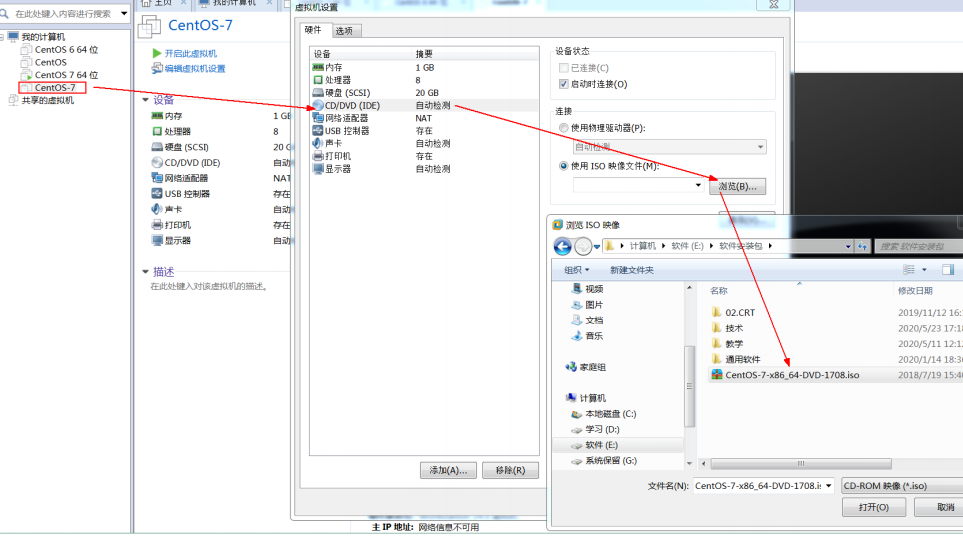 主页
我的计算机
在此处键入内容进行搜索
我的计算机
CentOS 6 64 位
CentOS
CentOS 7 64 位
CentOS-7
共享的虚拟机
CentOS-7
开启此虚拟机
编辑虚拟机设置
设备
内存 1 GB
处理器 8
硬盘 (SCSI) 20 G
CD/DVD (IDE) 自动
网络适配器 NAT
USB 控制器 存在
声卡 自动
打印机 存在
显示器 自动
描述
在此处键入对该虚拟机的描述。
虚拟机设置
硬件 选项
设备 摘要
内存 1 GB
处理器 8
硬盘 (SCSI) 20 GB
CD/DVD (IDE) 自动检测
网络适配器 NAT
USB 控制器 存在
声卡 自动检测
打印机 存在
显示器 自动检测
添加(A)... 移除(R)
设备状态
已连接(C)
启动时连接(O)
连接
使用物理驱动器(P):
自动检测
使用 ISO 映像文件(M):
浏览(B)...
浏览 ISO 映像
计算机 软件 (E:) 软件安装包
搜索 软件安装包
组织 新建文件夹
视频
图片
文档
音乐
家庭组
计算机
本地磁盘 (C:)
学习 (D:)
软件 (E:)
系统保留 (G:)
名称 修改日期
02.CRT 2019/11/12 16:
技术 2020/5/23 17:18
教学 2020/5/11 12:12
通用软件 2020/1/14 18:36
CentOS-7-x86_64-DVD-1708.iso 2018/7/19 15:46
文件名(N): CentOS-7-x86_64-DVD-1708.i CD-ROM 映像 (*.iso)
打开(O) 取消
主 IP 地址: 网络信息不可用